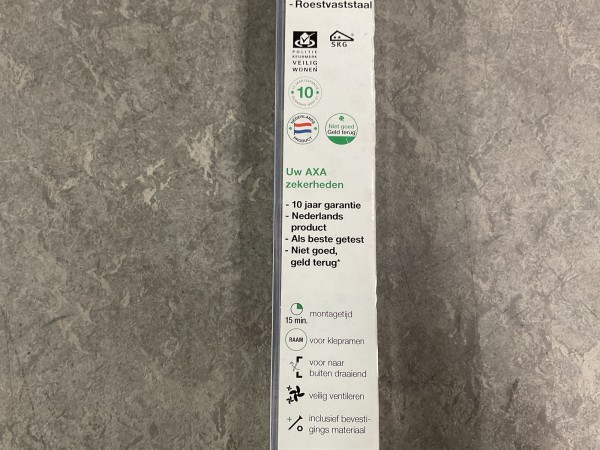 - Roestvaststaal
POLITIE
KEURMERK
VEILIG
WONEN
SKG
10
NEDERLANDS
PRODUCT
Niet goed
Geld terug
Uw AXA
zekerheden
- 10 jaar garantie
- Nederlands
product
- Als beste getest
- Niet goed,
geld terug*
15 min.
montagetijd
RAAM
voor klepramen
voor naar
buiten draaiend
veilig ventileren
inclusief bevesti-
gings materiaal